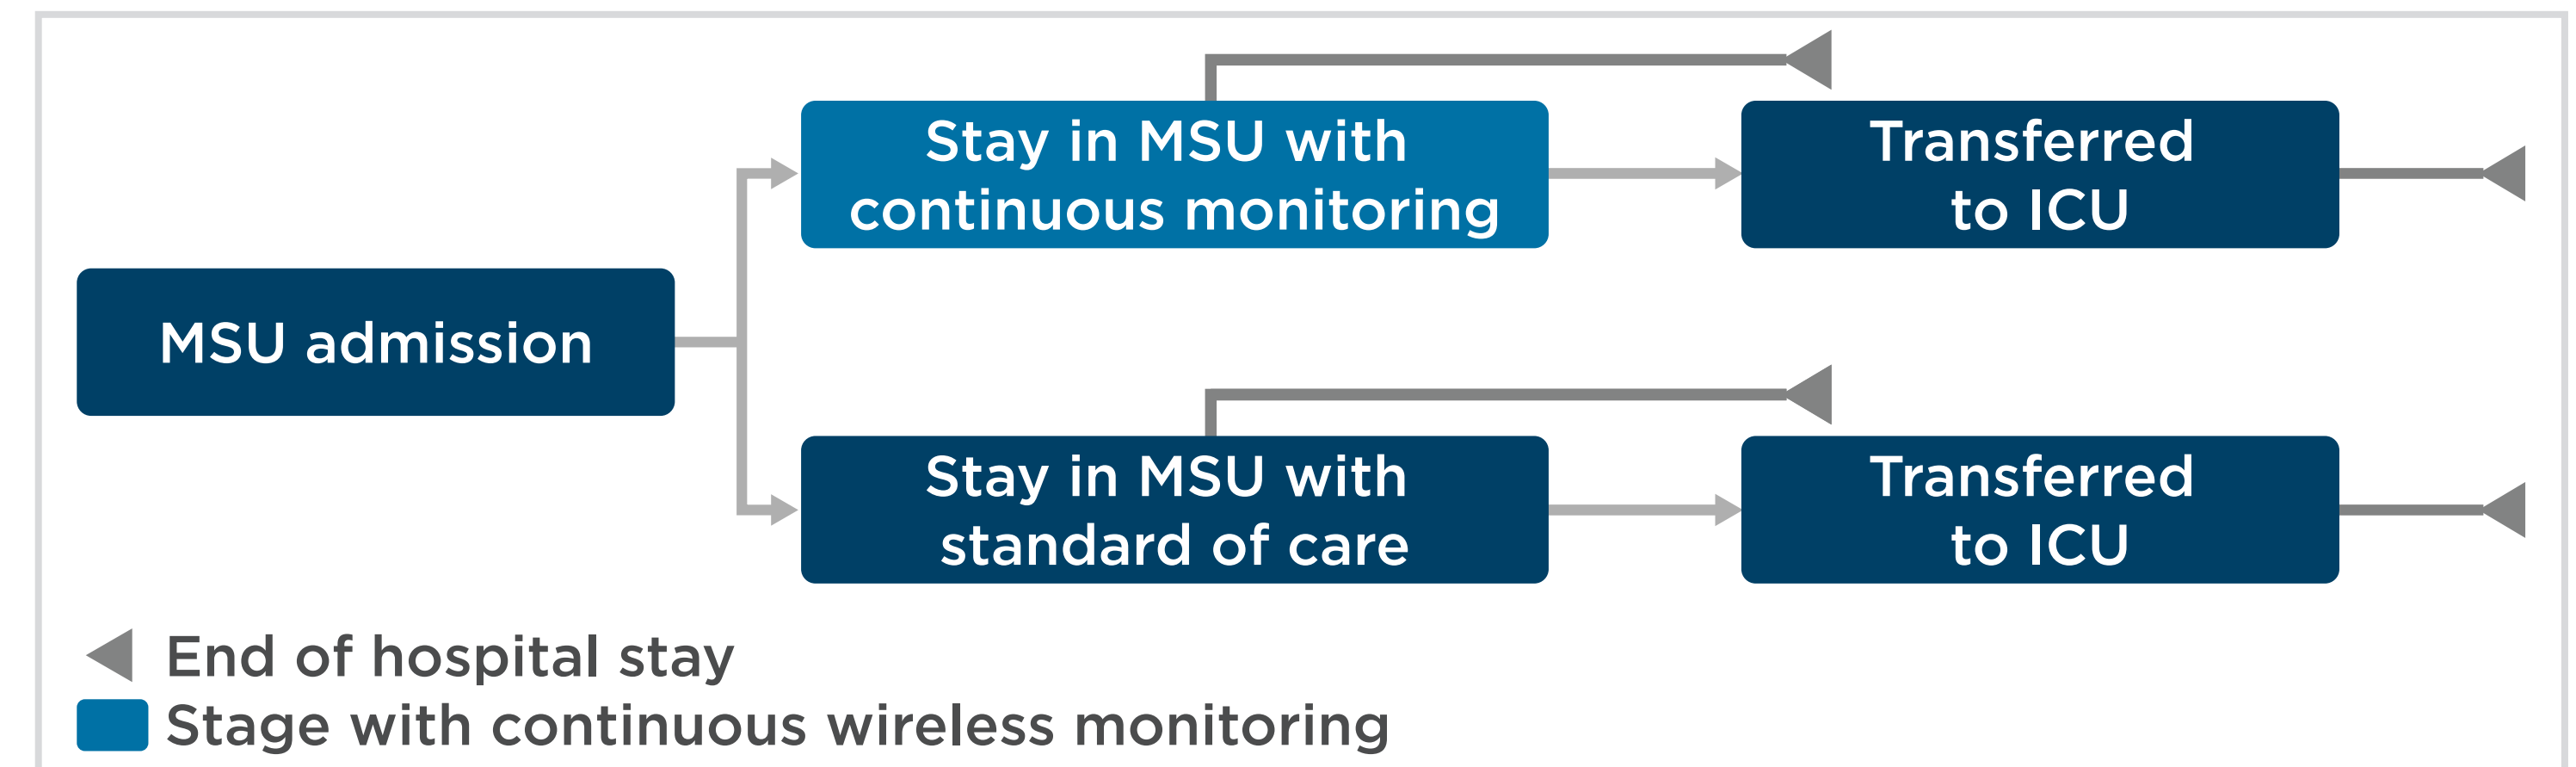 Stay in MSU with
continuous monitoring
Transferred
to ICU
MSU admission
Stay in MSU with
standard of care
Transferred
to ICU
End of hospital stay
Stage with continuous wireless monitoring